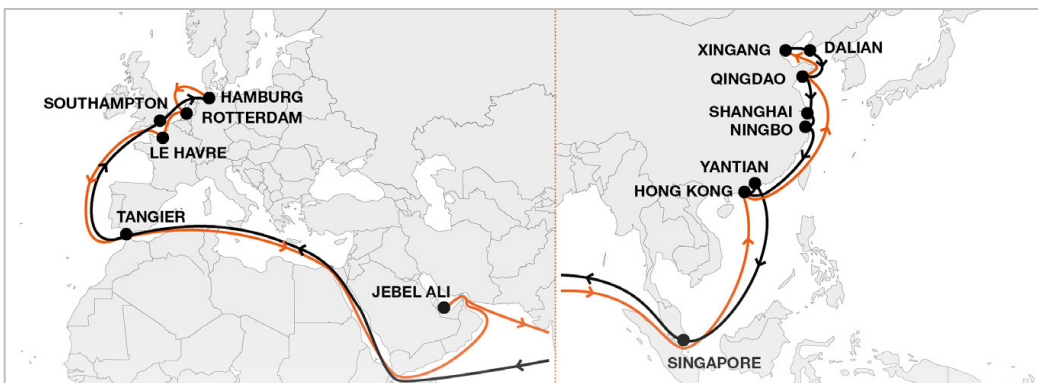 SOUTHAMPTON
HAMBURG
ROTTERDAM
LE HAVRE
TANGIER
JEBEL ALI
XINGANG
DALIAN
QINGDAO
SHANGHAI
NINGBO
YANTIAN
HONG KONG
SINGAPORE